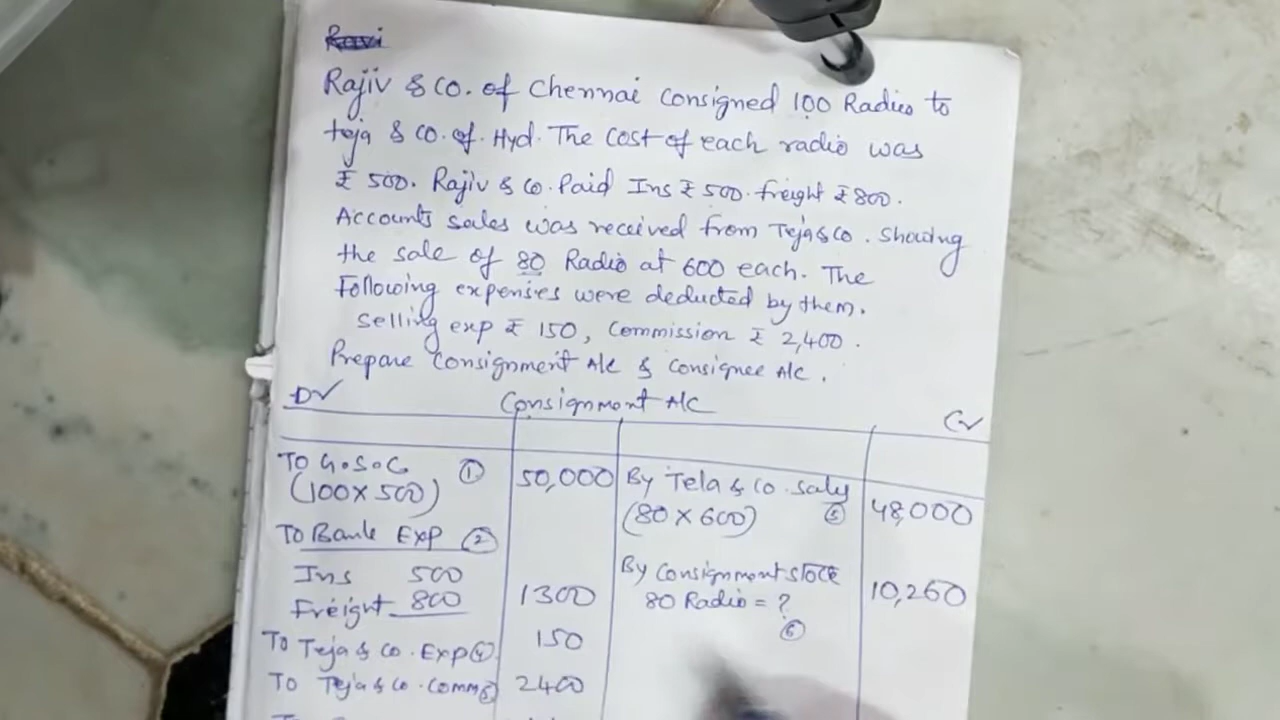 Rajiv & co. of Chennai consigned 100 Radios to
teja & co. of. Hyd. The cost of each radio was
₹ 500. Rajiv & co. Paid Ins ₹ 500. freight ₹ 800.
Accounts sales was received from Teja & co. showing
the sale of 80 Radio at 600 each. The
Following expenses were deducted by them.
Selling exp ₹ 150, Commission ₹ 2,400.
Prepare Consignment A/c & Consignee A/c.
Dr Consignment A/C Cr
To G.S.O.C ① 50,000 By Tela & co. sales 48,000
(100 X 500) (80 X 600) ⑤
To Bank Exp ②
Ins 500 By Consignment stock 10,260
Freight 800 1300 80 Radio = ? ⑥
To Teja & co. Exp ④ 150
To Teja & co. Comm 2400